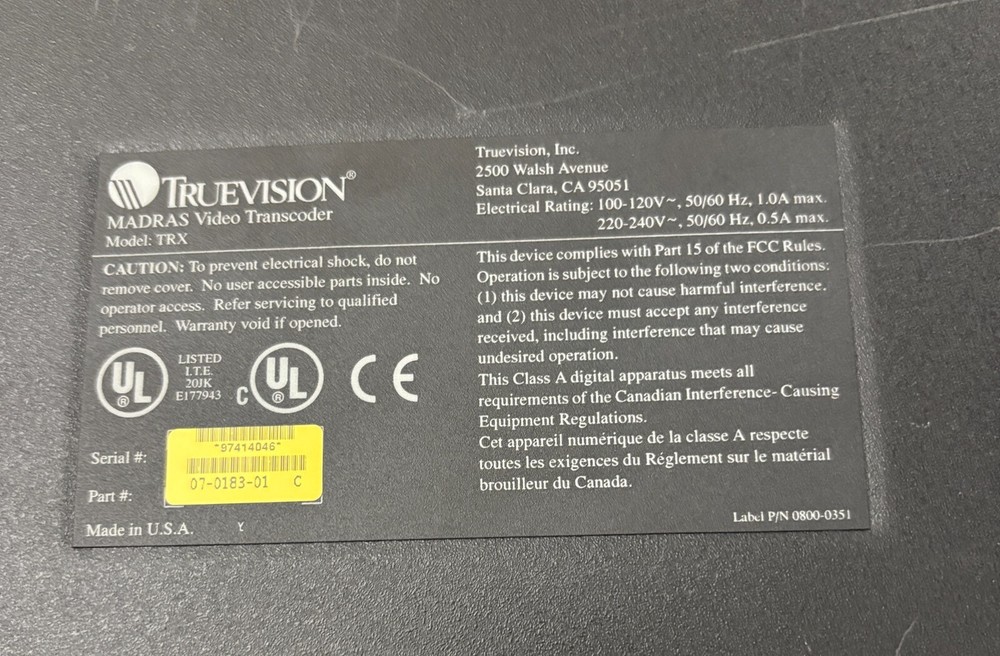 TRUEVISION®
MADRAS Video Transcoder
Model: TRX
Truevision, Inc.
2500 Walsh Avenue
Santa Clara, CA 95051
Electrical Rating: 100-120V~, 50/60 Hz, 1.0A max.
220-240V~, 50/60 Hz, 0.5A max.
CAUTION: To prevent electrical shock, do not
remove cover. No user accessible parts inside. No
operator access. Refer servicing to qualified
personnel. Warranty void if opened.
UL ®
LISTED
I.T.E.
20JK
E177943
C UL ®
CE
Serial #:
*97414046*
Part #:
07-0183-01 C
Made in U.S.A.
Y
This device complies with Part 15 of the FCC Rules.
Operation is subject to the following two conditions:
(1) this device may not cause harmful interference.
and (2) this device must accept any interference
received, including interference that may cause
undesired operation.
This Class A digital apparatus meets all
requirements of the Canadian Interference- Causing
Equipment Regulations.
Cet appareil numérique de la classe A respecte
toutes les exigences du Réglement sur le matérial
brouilleur du Canada.
Label P/N 0800-0351